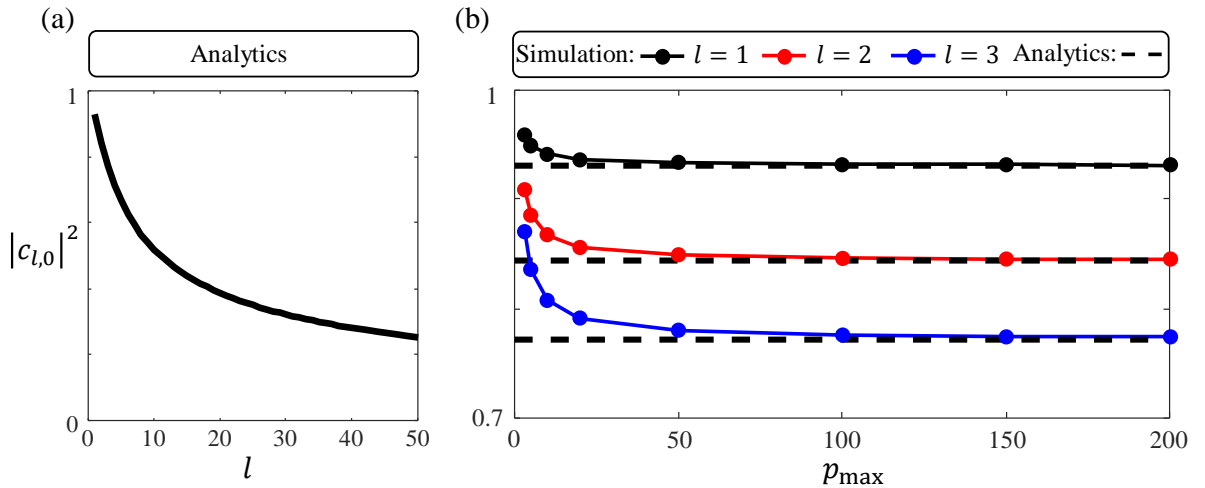 (a)
Analytics
1
|c_{l,0}|^2
0
0 10 20 30 40 50
l
(b)
Simulation: l = 1 l = 2 l = 3 Analytics:
1
0.7
0 50 100 150 200
p_max